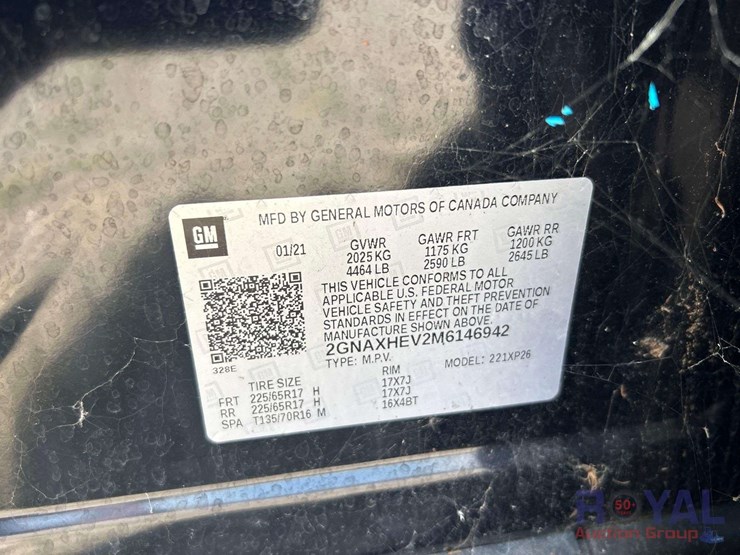 GM
MFD BY GENERAL MOTORS OF CANADA COMPANY
01/21 GVWR GAWR FRT GAWR RR
2025 KG 1175 KG 1200 KG
4464 LB 2590 LB 2645 LB
THIS VEHICLE CONFORMS TO ALL
APPLICABLE U.S. FEDERAL MOTOR
VEHICLE SAFETY AND THEFT PREVENTION
STANDARDS IN EFFECT ON THE DATE OF
MANUFACTURE SHOWN ABOVE.
2GNAXHEV2M6146942
TYPE: M.P.V. MODEL: 221XP26
328E
TIRE SIZE RIM
FRT 225/65R17 H 17X7J
RR 225/65R17 H 17X7J
SPA T135/70R16 M 16X4BT
50
ROYAL
Auction Group